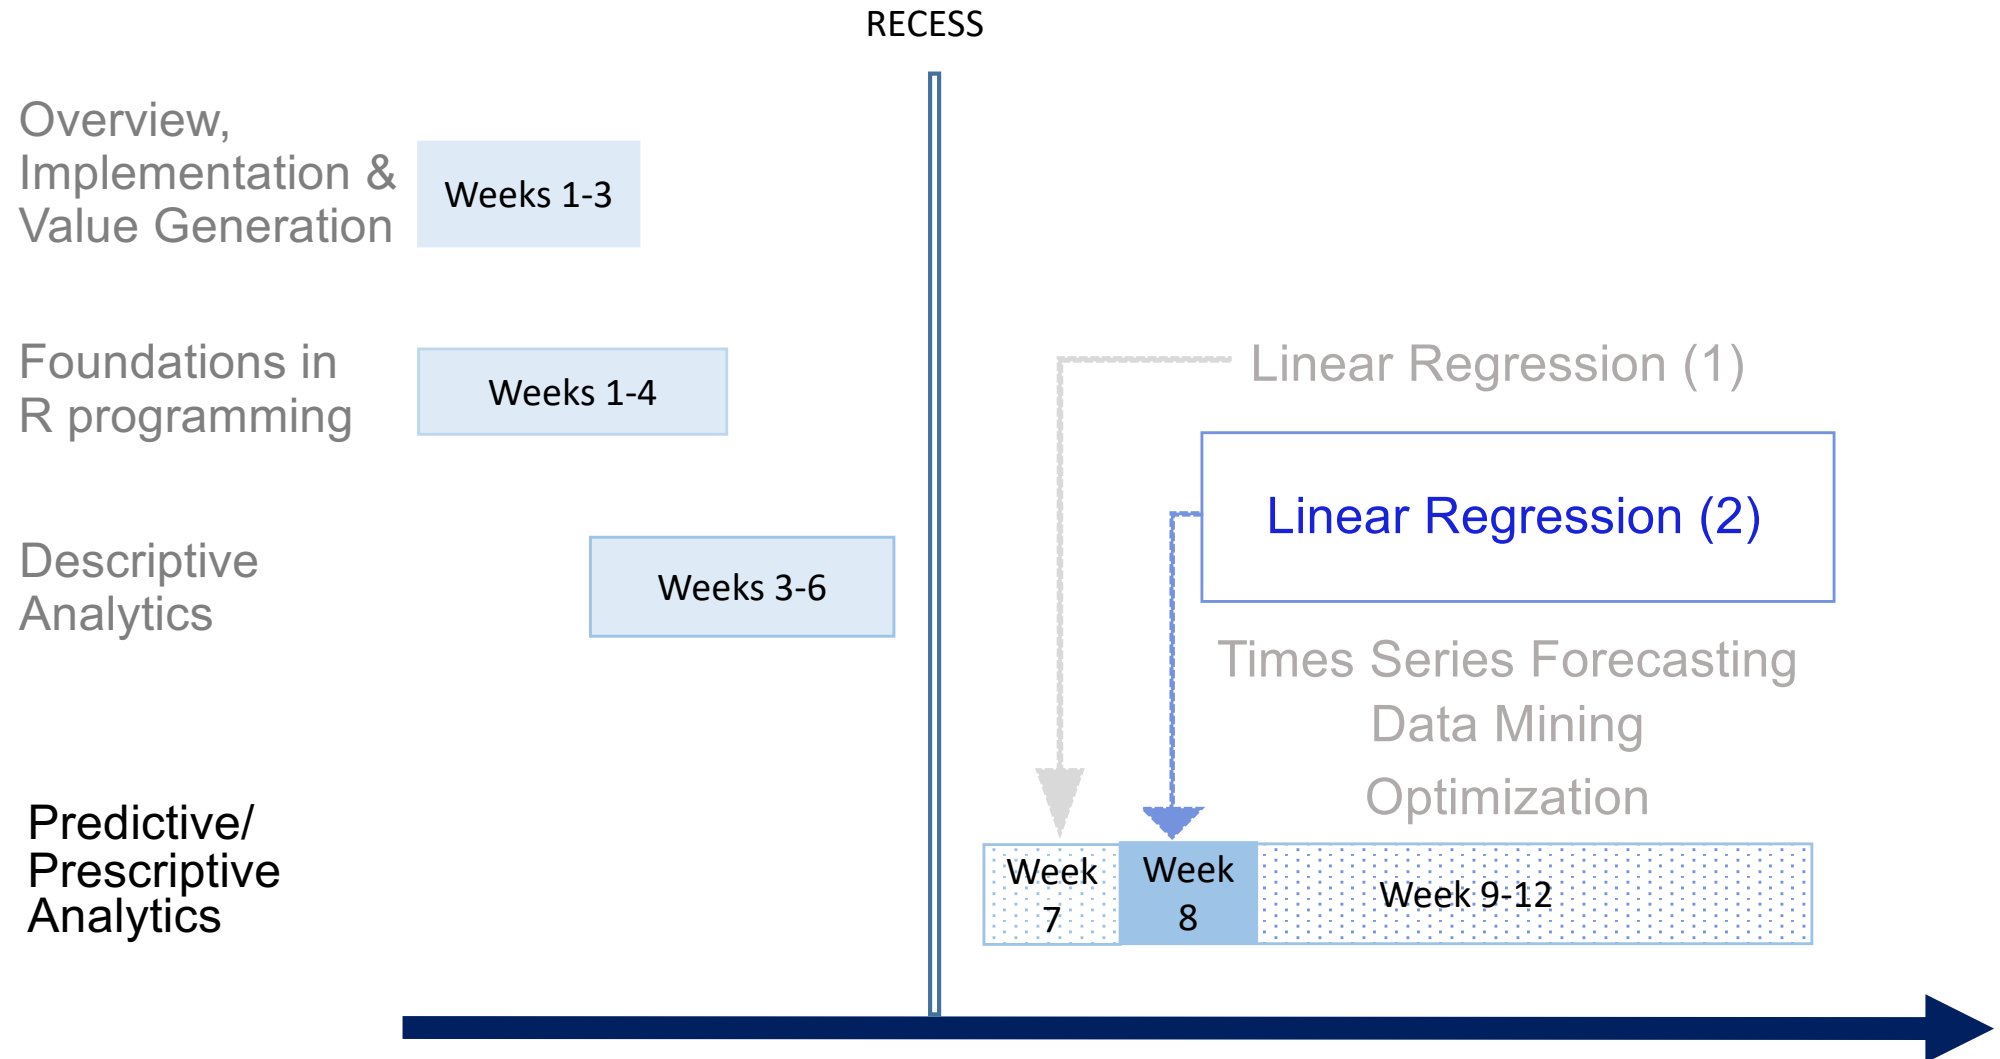 RECESS
Overview,
Implementation &
Value Generation
Weeks 1-3
Foundations in
R programming
Weeks 1-4
Linear Regression (1)
Linear Regression (2)
Descriptive
Analytics
Weeks 3-6
Times Series Forecasting
Data Mining
Optimization
Predictive/
Prescriptive
Analytics
Week
7
Week
8
Week 9-12